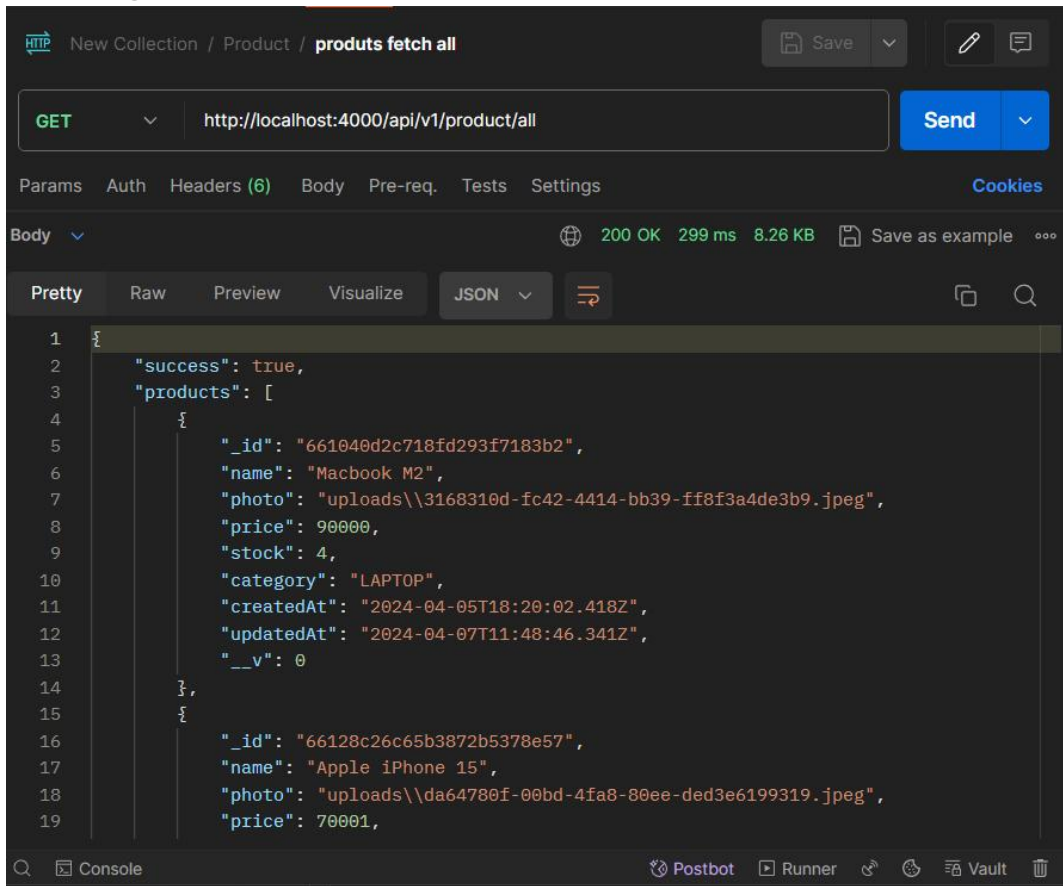 HTTP New Collection / Product / produts fetch all Save
GET http://localhost:4000/api/v1/product/all Send
Params Auth Headers (6) Body Pre-req. Tests Settings Cookies
Body 200 OK 299 ms 8.26 KB Save as example
Pretty Raw Preview Visualize JSON
1 {
2 "success": true,
3 "products": [
4 {
5 "_id": "661040d2c718fd293f7183b2",
6 "name": "Macbook M2",
7 "photo": "uploads\\3168310d-fc42-4414-bb39-ff8f3a4de3b9.jpeg",
8 "price": 90000,
9 "stock": 4,
10 "category": "LAPTOP",
11 "createdAt": "2024-04-05T18:20:02.418Z",
12 "updatedAt": "2024-04-07T11:48:46.341Z",
13 "__v": 0
14 },
15 {
16 "_id": "66128c26c65b3872b5378e57",
17 "name": "Apple iPhone 15",
18 "photo": "uploads\\da64780f-00bd-4fa8-80ee-ded3e6199319.jpeg",
19 "price": 70001,
Console Postbot Runner Vault